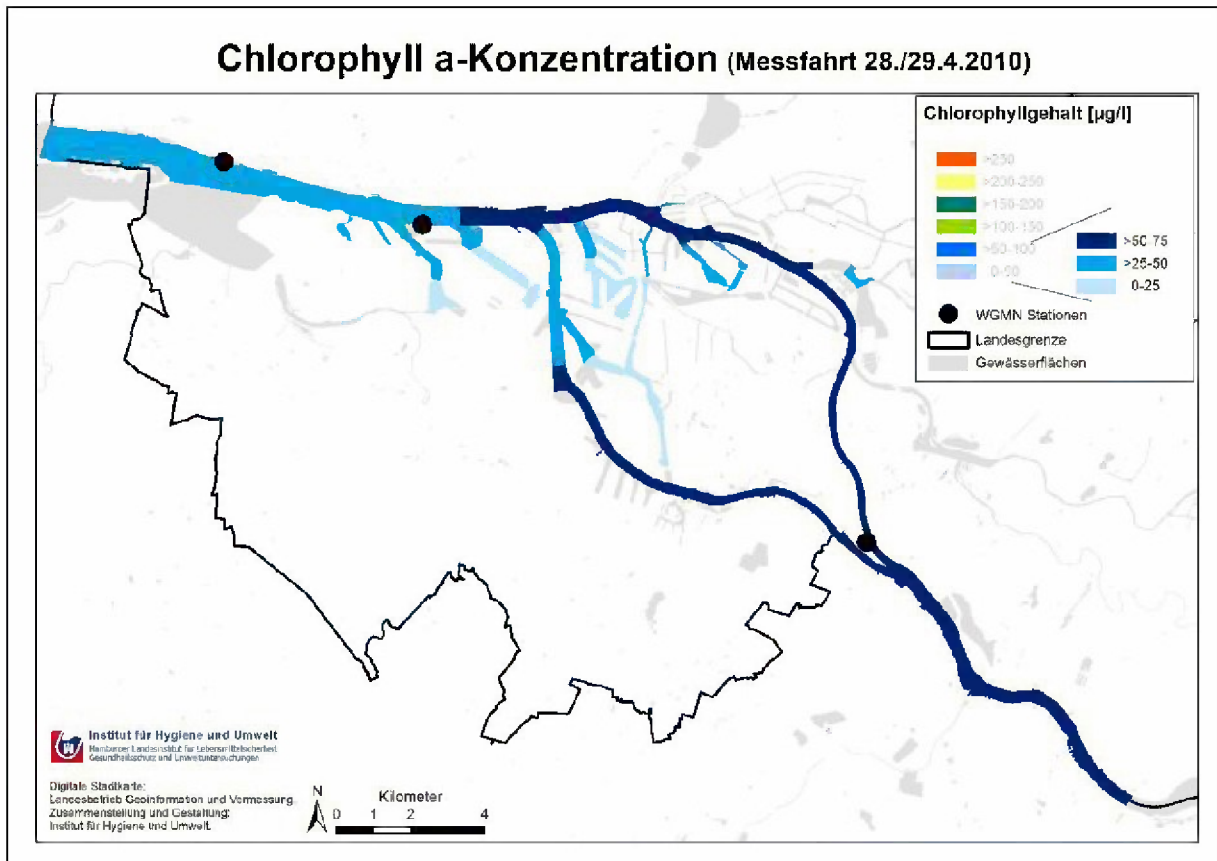 Chlorophyll a-Konzentration (Messfahrt 28./29.4.2010)
Chlorophyllgehalt [µg/l]
>250
>200-250
>150-200
>100-150
>50-100
0-50
>50-75
>25-50
0-25
WGMN Stationen
Landesgrenze
Gewässerflächen
Institut für Hygiene und Umwelt
Hamburger Landesinstitut für Lebensmittelsicherheit
Gesundheitsschutz und Umweltuntersuchungen
Digitale Stadtkarte:
Landesbetrieb Geoinformation und Vermessung
Zusammenstellung und Gestaltung:
Institut für Hygiene und Umwelt
N
Kilometer
0 1 2 4